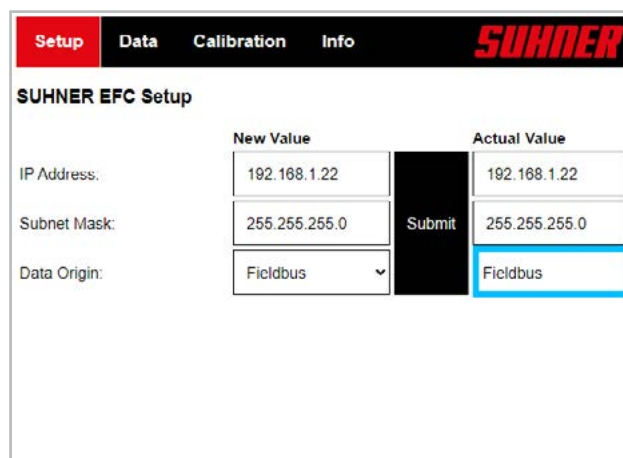 Setup Data Calibration Info SUHNER
SUHNER EFC Setup
New Value Actual Value
IP Address: 192.168.1.22 192.168.1.22
Subnet Mask: 255.255.255.0 Submit 255.255.255.0
Data Origin: Fieldbus Fieldbus